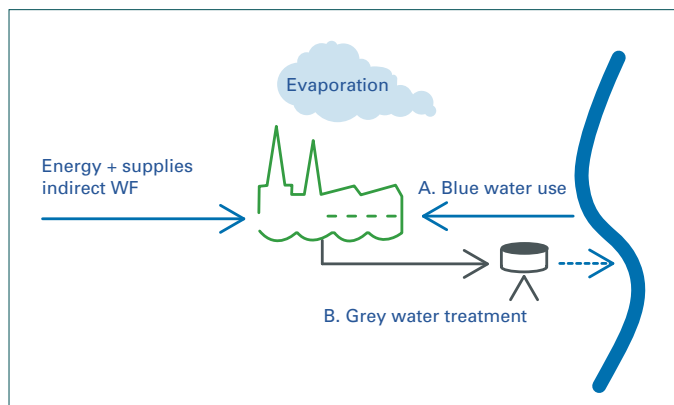 Evaporation
Energy + supplies
indirect WF
A. Blue water use
B. Grey water treatment